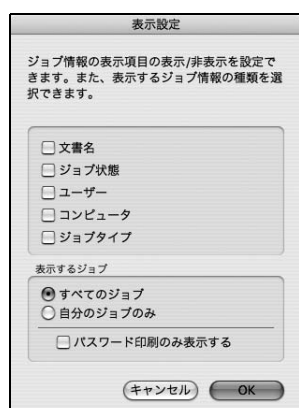 表示設定
ジョブ情報の表示項目の表示/非表示を設定で
きます。また、表示するジョブ情報の種類を選
択できます。
文書名
ジョブ状態
ユーザー
コンピュータ
ジョブタイプ
表示するジョブ
すべてのジョブ
自分のジョブのみ
パスワード印刷のみ表示する
キャンセル OK